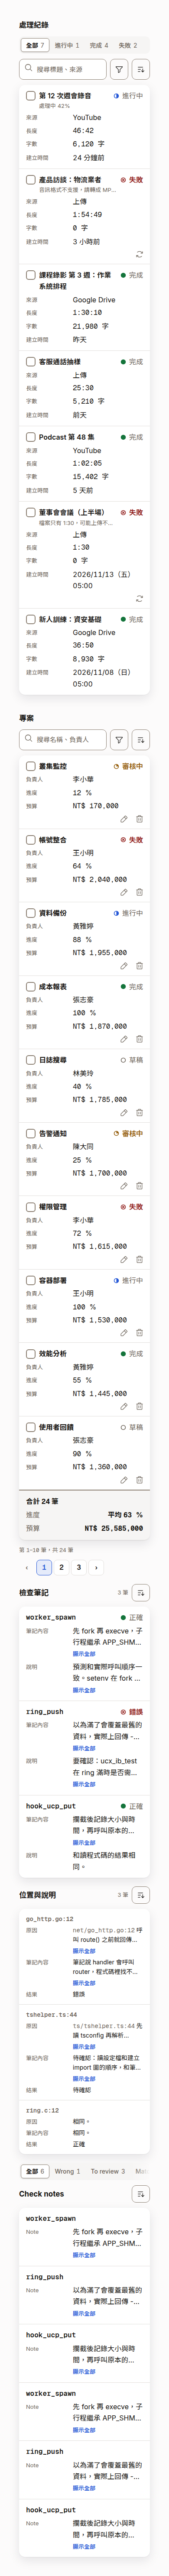 處理紀錄
全部 7 進行中 1 完成 4 失敗 2
搜尋標題、來源
第 12 次週會錄音 進行中
處理中 42%
來源 YouTube
長度 46:42
字數 6,120 字
建立時間 24 分鐘前
產品訪談：物流業者 失敗
音訊格式不支援，請轉成 MP…
來源 上傳
長度 1:54:49
字數 0 字
建立時間 3 小時前
課程錄影 第 3 週：作業 完成
系統排程
來源 Google Drive
長度 1:30:10
字數 21,980 字
建立時間 昨天
客服通話抽樣 完成
來源 上傳
長度 25:30
字數 5,210 字
建立時間 前天
Podcast 第 48 集 完成
來源 YouTube
長度 1:02:05
字數 15,402 字
建立時間 5 天前
董事會會議（上半場） 失敗
檔案只有 1:30，可能上傳不…
來源 上傳
長度 1:30
字數 0 字
建立時間 2026/11/13（五）
05:00
新人訓練：資安基礎 完成
來源 Google Drive
長度 36:50
字數 8,930 字
建立時間 2026/11/08（日）
05:00
專案
搜尋名稱、負責人
叢集監控 審核中
負責人 李小華
進度 12 %
預算 NT$ 170,000
帳號整合 失敗
負責人 王小明
進度 64 %
預算 NT$ 2,040,000
資料備份 進行中
負責人 黃雅婷
進度 88 %
預算 NT$ 1,955,000
成本報表 完成
負責人 張志豪
進度 100 %
預算 NT$ 1,870,000
日誌搜尋 草稿
負責人 林美玲
進度 40 %
預算 NT$ 1,785,000
告警通知 審核中
負責人 陳大同
進度 25 %
預算 NT$ 1,700,000
權限管理 失敗
負責人 李小華
進度 72 %
預算 NT$ 1,615,000
容器部署 進行中
負責人 王小明
進度 100 %
預算 NT$ 1,530,000
效能分析 完成
負責人 黃雅婷
進度 55 %
預算 NT$ 1,445,000
使用者回饋 草稿
負責人 張志豪
進度 90 %
預算 NT$ 1,360,000
合計 24 筆
進度 平均 63 %
預算 NT$ 25,585,000
第 1–10 筆，共 24 筆
‹ 1 2 3 ›
檢查筆記 3 筆
worker_spawn 正確
筆記內容 先 fork 再 execve，子
行程繼承 APP_SHM…
顯示全部
說明 預測和實際呼叫順序一
致。setenv 在 fork …
顯示全部
ring_push 錯誤
筆記內容 以為滿了會覆蓋最舊的
資料，實際上回傳 -…
顯示全部
說明 要確認：ucx_ib_test
在 ring 滿時是否需…
顯示全部
hook_ucp_put 正確
筆記內容 攔截後記錄大小與時
間，再呼叫原本的…
顯示全部
說明 和讀程式碼的結果相
同。
位置與說明 3 筆
go_http.go:12
原因 net/go_http.go:12 呼
叫 route() 之前就回傳…
顯示全部
筆記內容 筆記說 handler 會呼叫
router，程式碼裡找不…
顯示全部
結果 錯誤
tshelper.ts:44
原因 ts/tshelper.ts:44 先
讀 tsconfig 再解析…
顯示全部
筆記內容 待確認：讀設定檔和建立
import 圖的順序，和筆…
顯示全部
結果 待確認
ring.c:12
原因 相同。
筆記內容 相同。
結果 正確
全部 6 Wrong 1 To review 3
Check notes
worker_spawn
Note 先 fork 再 execve，子
行程繼承 APP_SHM…
顯示全部
ring_push
Note 以為滿了會覆蓋最舊的
資料，實際上回傳 -…
顯示全部
hook_ucp_put
Note 攔截後記錄大小與時
間，再呼叫原本的…
顯示全部
worker_spawn
Note 先 fork 再 execve，子
行程繼承 APP_SHM…
顯示全部
ring_push
Note 以為滿了會覆蓋最舊的
資料，實際上回傳 -…
顯示全部
hook_ucp_put
Note 攔截後記錄大小與時
間，再呼叫原本的…
顯示全部